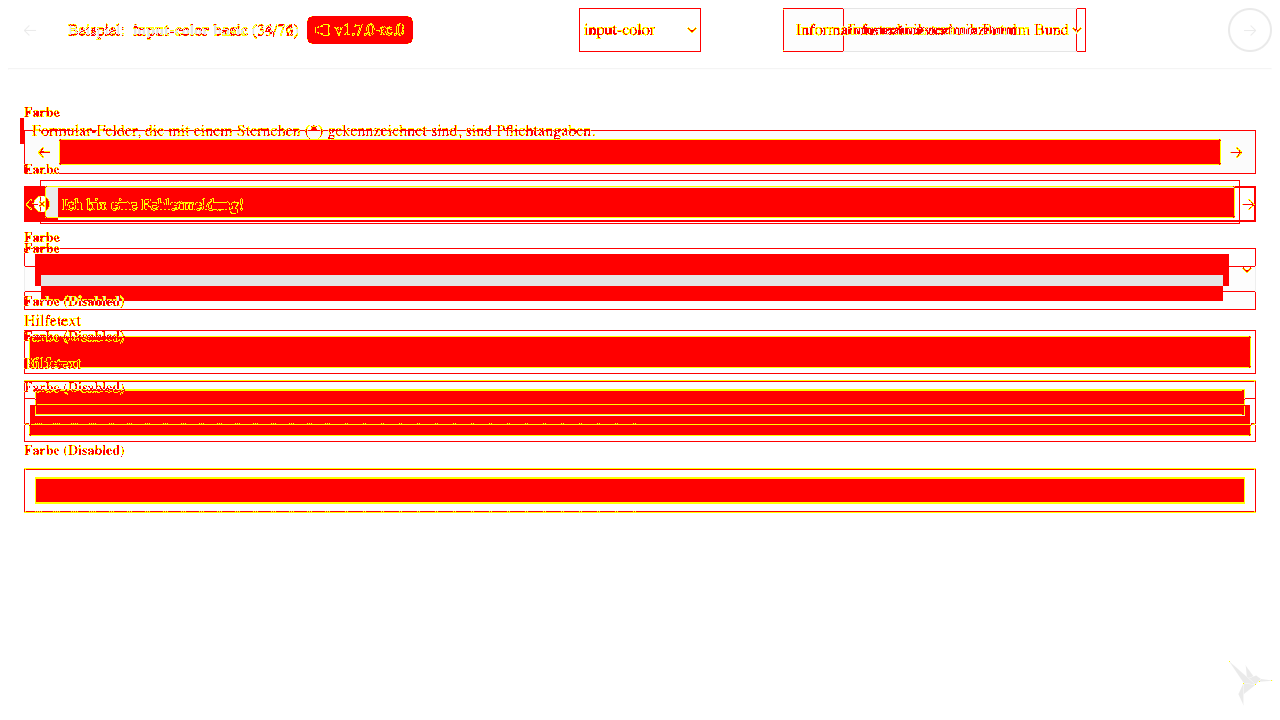 Beispiel: input-color basic (34/76)
v1.7.0-rc.0
input-color
Bund
Farbe
Formular-Felder, die mit einem Sternchen (*) gekennzeichnet sind, sind Pflichtangaben.
Farbe
Ich bin eine Fehlermeldung!
Farbe
Farbe
Farbe (Disabled)
Hilfetext
Farbe (Disabled)
Hilfetext
Farbe (Disabled)
Farbe (Disabled)